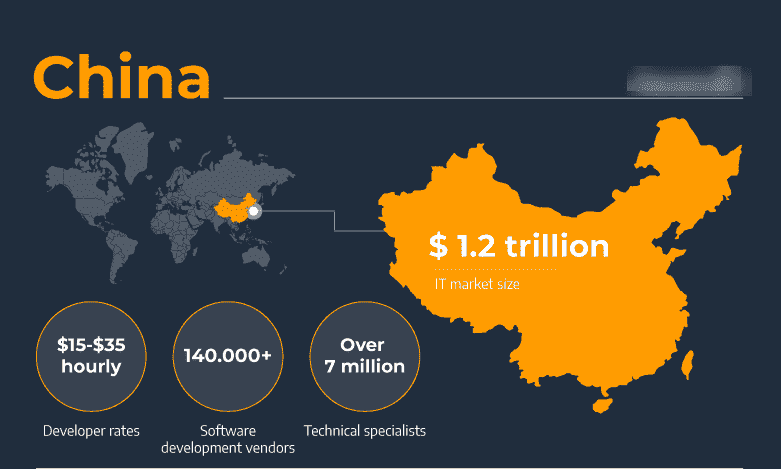 China
$ 1.2 trillion
IT market size
$15-$35
hourly
Developer rates
140.000+
Software
development vendors
Over
7 million
Technical specialists